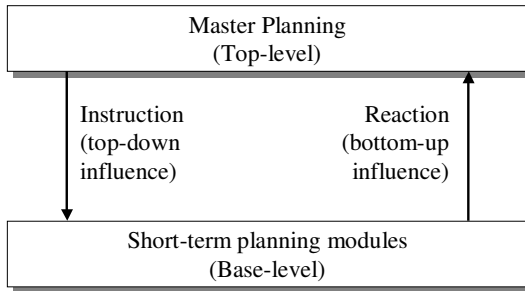 Master Planning
(Top-level)
Instruction
(top-down
influence)
Reaction
(bottom-up
influence)
Short-term planning modules
(Base-level)